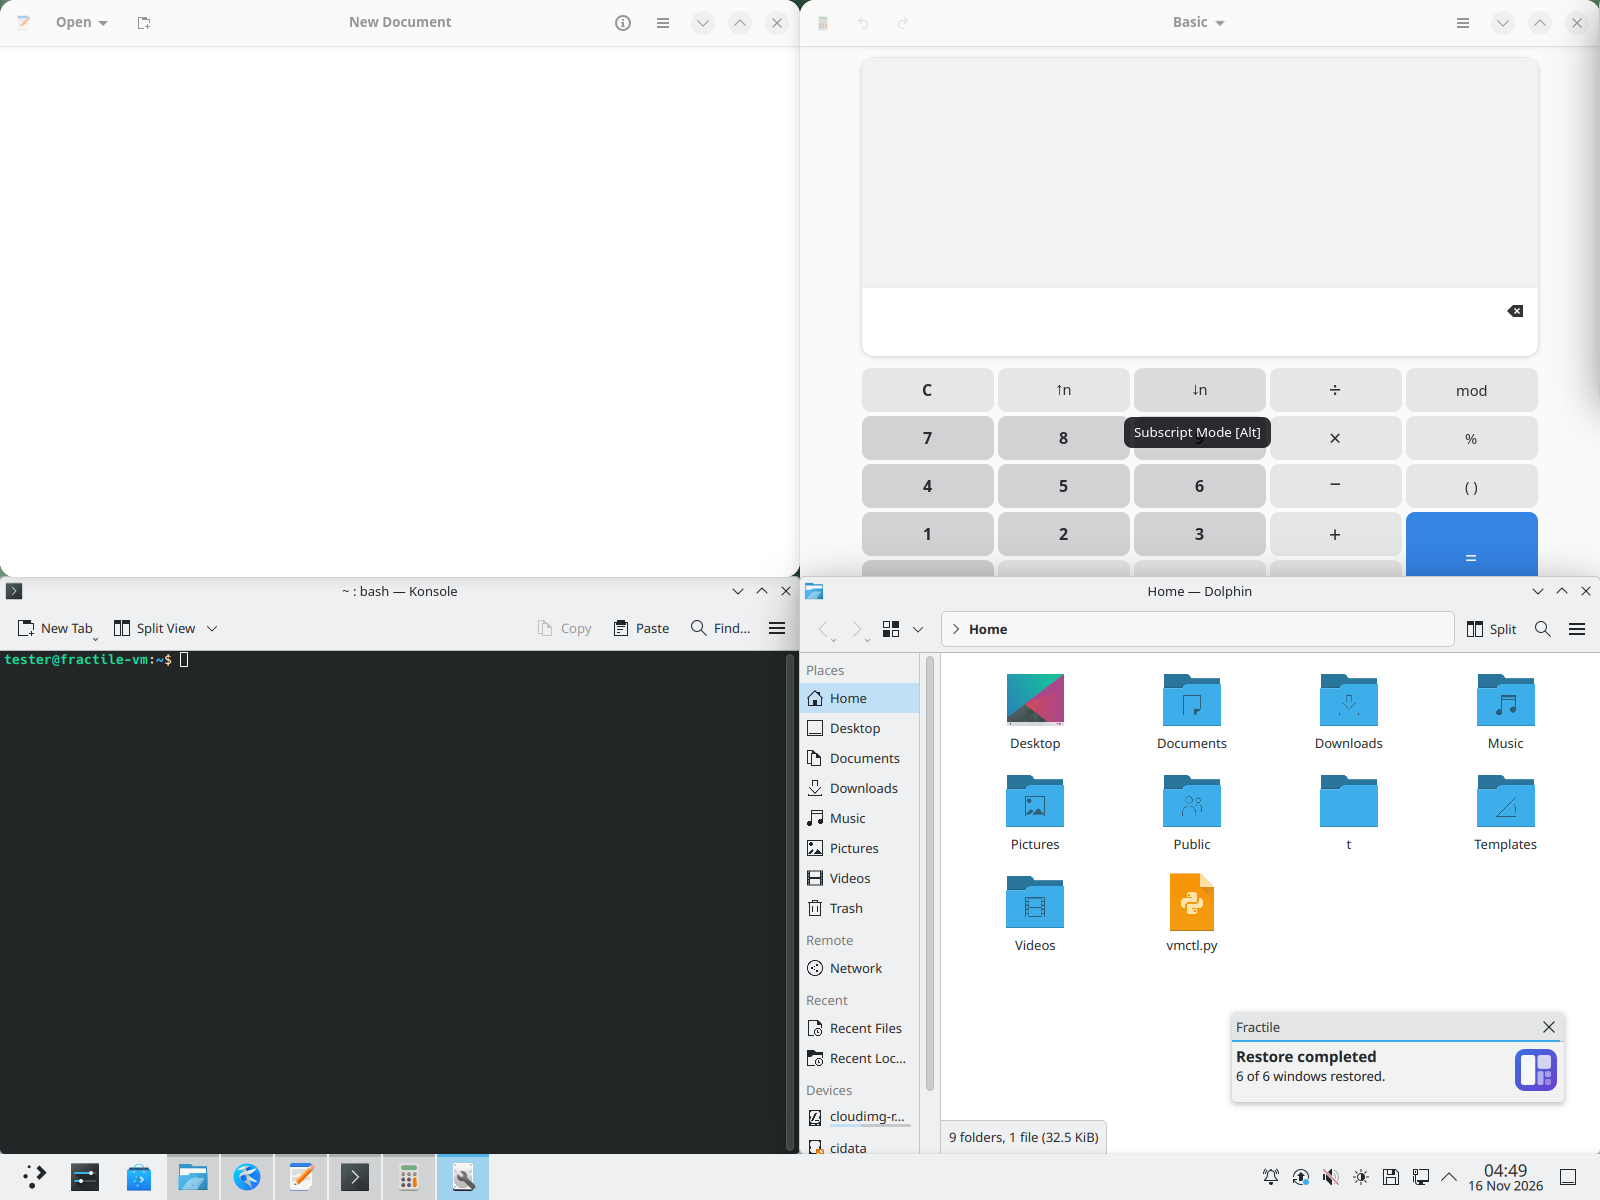 Open
New Document
Basic
C
↑n
↓n
÷
mod
7
8
Subscript Mode [Alt]
×
%
4
5
6
−
( )
1
2
3
+
=
~ : bash — Konsole
New Tab
Split View
Copy
Paste
Find...
tester@fractile-vm:~$
Home — Dolphin
Home
Split
Places
Home
Desktop
Documents
Downloads
Music
Pictures
Videos
Trash
Remote
Network
Recent
Recent Files
Recent Loc...
Devices
cloudimg-r...
cidata
Desktop
Documents
Downloads
Music
Pictures
Public
t
Templates
Videos
vmctl.py
Fractile
Restore completed
6 of 6 windows restored.
9 folders, 1 file (32.5 KiB)
04:49
16 Nov 2026